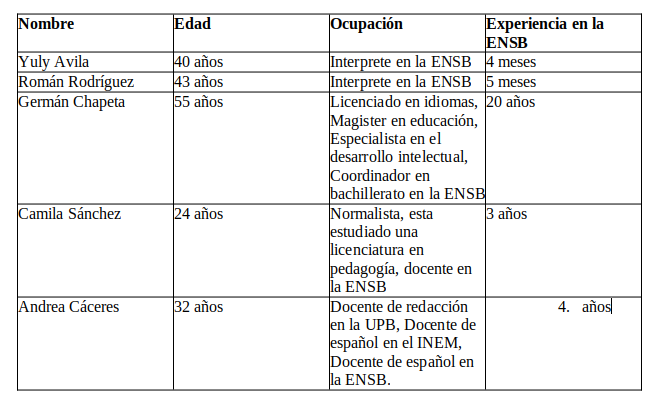 Nombre Edad Ocupación Experiencia en la
ENSB
Yuly Avila 40 años Interprete en la ENSB 4 meses
Román Rodríguez 43 años Interprete en la ENSB 5 meses
Germán Chapeta 55 años Licenciado en idiomas, 20 años
Magister en educación,
Especialista en el
desarrollo intelectual,
Coordinador en
bachillerato en la ENSB
Camila Sánchez 24 años Normalista, esta 3 años
estudiado una
licenciatura en
pedagogía, docente en
la ENSB
Andrea Cáceres 32 años Docente de redacción 4. años
en la UPB, Docente de
español en el INEM,
Docente de español en
la ENSB.